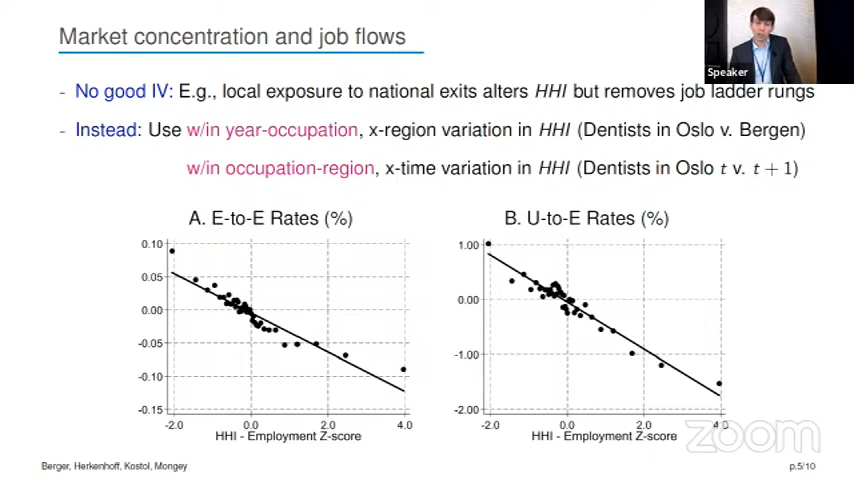 Market concentration and job flows
Speaker
- No good IV: E.g., local exposure to national exits alters HHI but removes job ladder rungs
- Instead: Use w/in year-occupation, x-region variation in HHI (Dentists in Oslo v. Bergen)
w/in occupation-region, x-time variation in HHI (Dentists in Oslo t v. t + 1)
A. E-to-E Rates (%)
0.10
0.05
0.00
-0.05
-0.10
-0.15
-2.0 0.0 2.0 4.0
HHI - Employment Z-score
B. U-to-E Rates (%)
1.00
0.00
-1.00
-2.00
-2.0 0.0 2.0 4.0
HHI - Employment Z-score
zoom
Berger, Herkenhoff, Kostol, Mongey
p.5/10